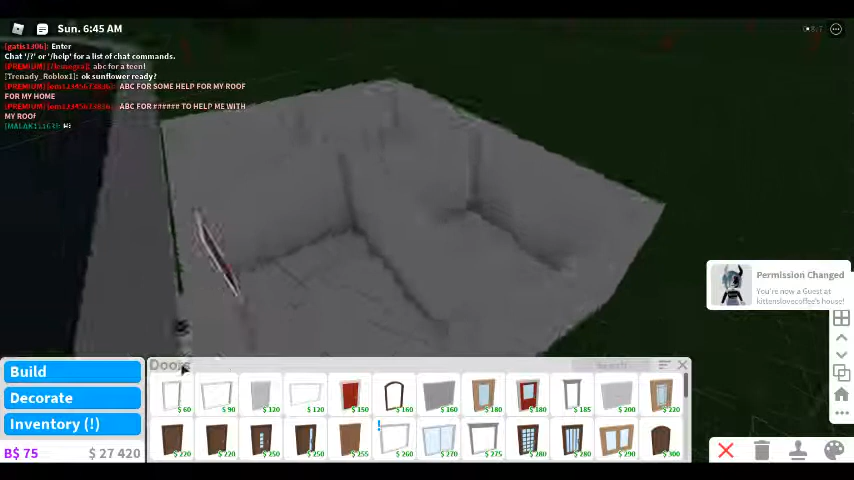 Sun. 6:45 AM
[gatis1306]: Enter
Chat '/?' or '/help' for a list of chat commands.
abc for a teen!
[Trenady_Roblox1]: ok sunflower ready?
ABC FOR SOME HELP FOR MY ROOF
FOR MY HOME
ABC FOR ###### TO HELP ME WITH
MY ROOf
Permission Changed
You're now a Guest at
kittenslovecoffee's house!
Doors
Build
Decorate
Inventory (!)
B$ 75 $ 27 420
$ 60 $ 90 $ 120 $ 120 $ 150 $ 160 $ 160 $ 180 $ 180 $ 185 $ 200 $ 220
$ 220 $ 220 $ 250 $ 250 $ 255 $ 260 $ 270 $ 275 $ 280 $ 280 $ 290 $ 300